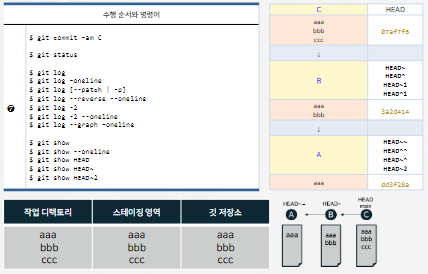 수행 순서와 명령어
$ git commit -am C
$ git status
$ git log
$ git log -oneline
$ git log [--patch | -p]
$ git log --reverse --oneline
$ git log -2
$ git log -2 --oneline
$ git log --graph -oneline
$ git show
$ git show --oneline
$ git show HEAD
$ git show HEAD~
$ git show HEAD~2
7
C HEAD
aaa
bbb
ccc
07af7f6
↓
B
HEAD~
HEAD^
HEAD~1
HEAD^1
aaa
bbb
3a2d414
↓
A
HEAD~~
HEAD^^
HEAD~^
HEAD~2
aaa
dd3f28a
작업 디렉토리 스테이징 영역 깃 저장소
aaa aaa aaa
bbb bbb bbb
ccc ccc ccc
HEAD~~ HEAD~ HEAD
main
A B C
aaa
aaa
bbb
aaa
bbb
ccc